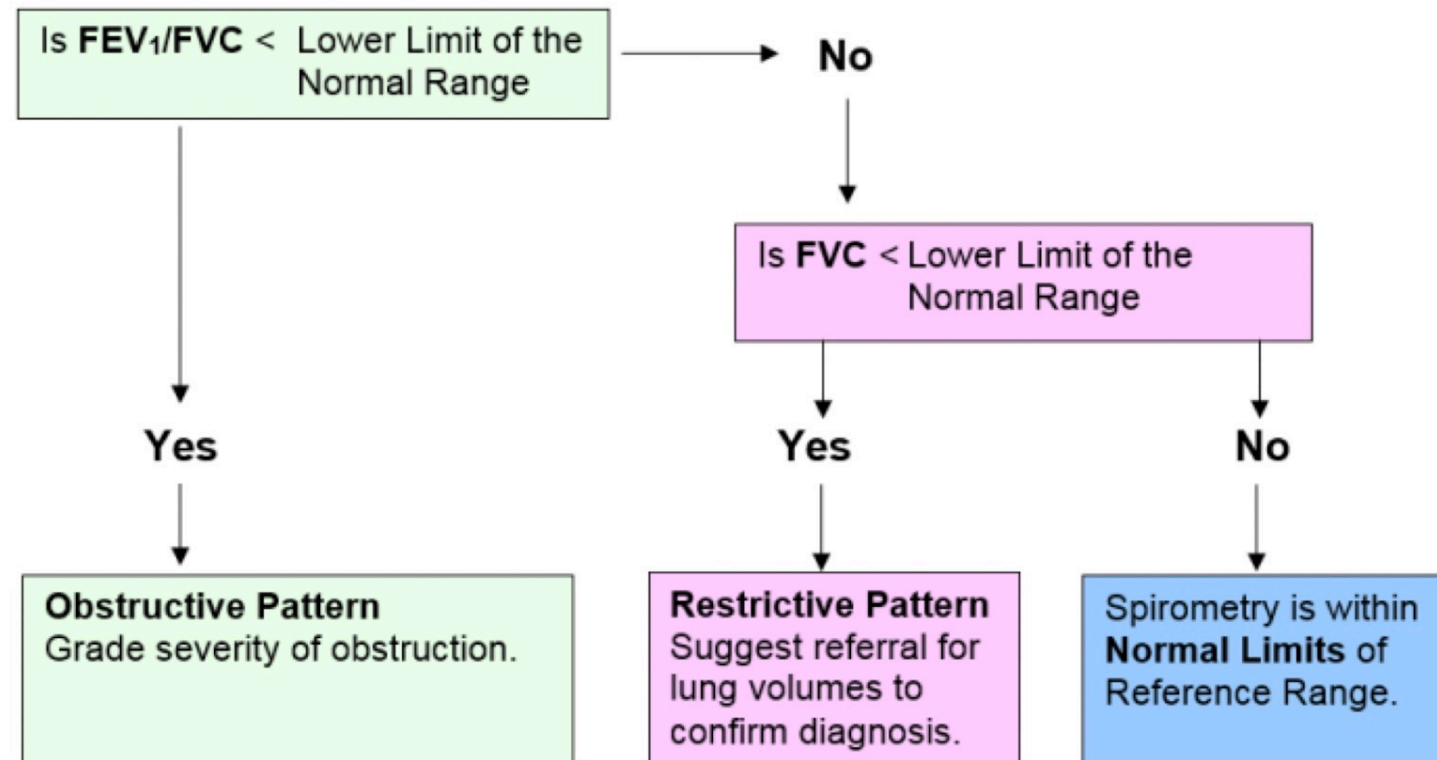 Is FEV₁/FVC < Lower Limit of the
Normal Range
No
Is FVC < Lower Limit of the
Normal Range
Yes
Yes
No
Obstructive Pattern
Grade severity of obstruction.
Restrictive Pattern
Suggest referral for
lung volumes to
confirm diagnosis.
Spirometry is within
Normal Limits of
Reference Range.